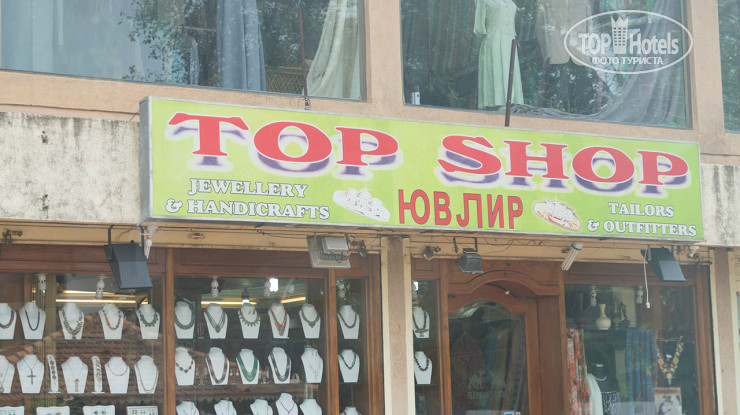 TOP Hotels
ФОТО ТУРИСТА
TOP SHOP
JEWELLERY
& HANDICRAFTS
ЮВЛИР
TAILORS
& OUTFITTERS